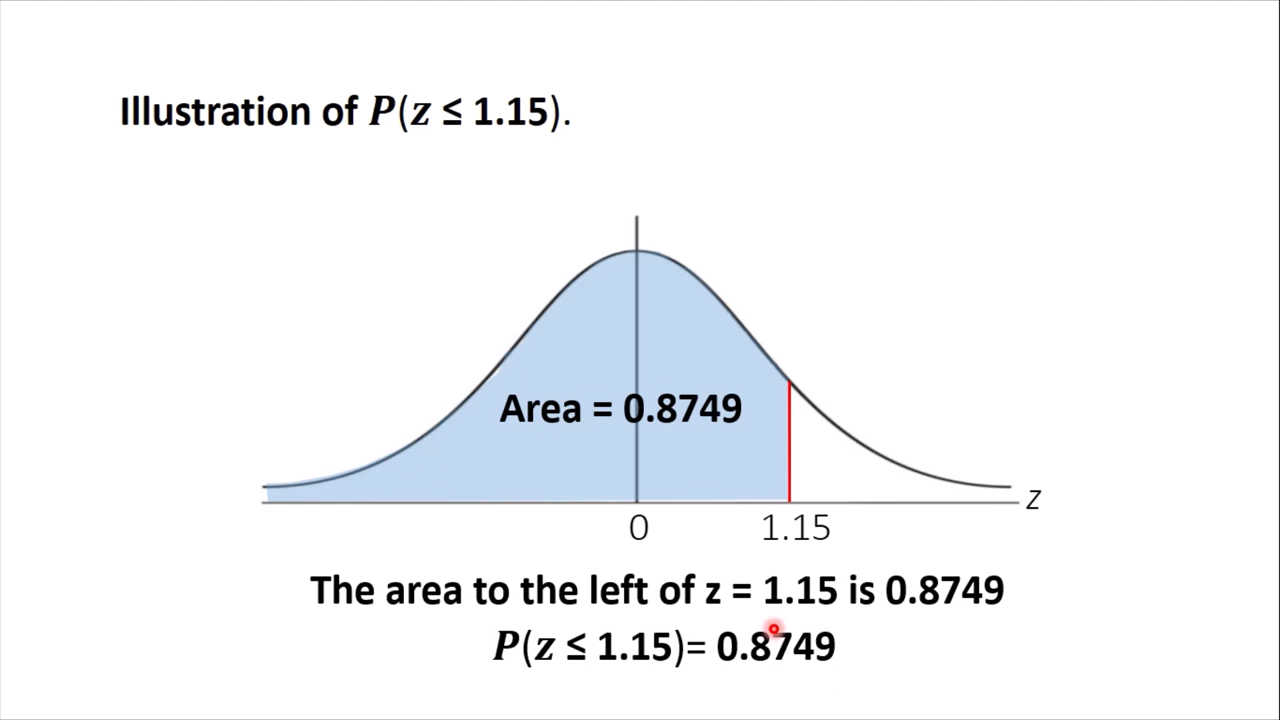 Illustration of P(z ≤ 1.15).
Area = 0.8749
z
0
1.15
The area to the left of z = 1.15 is 0.8749
P(z ≤ 1.15)= 0.8749